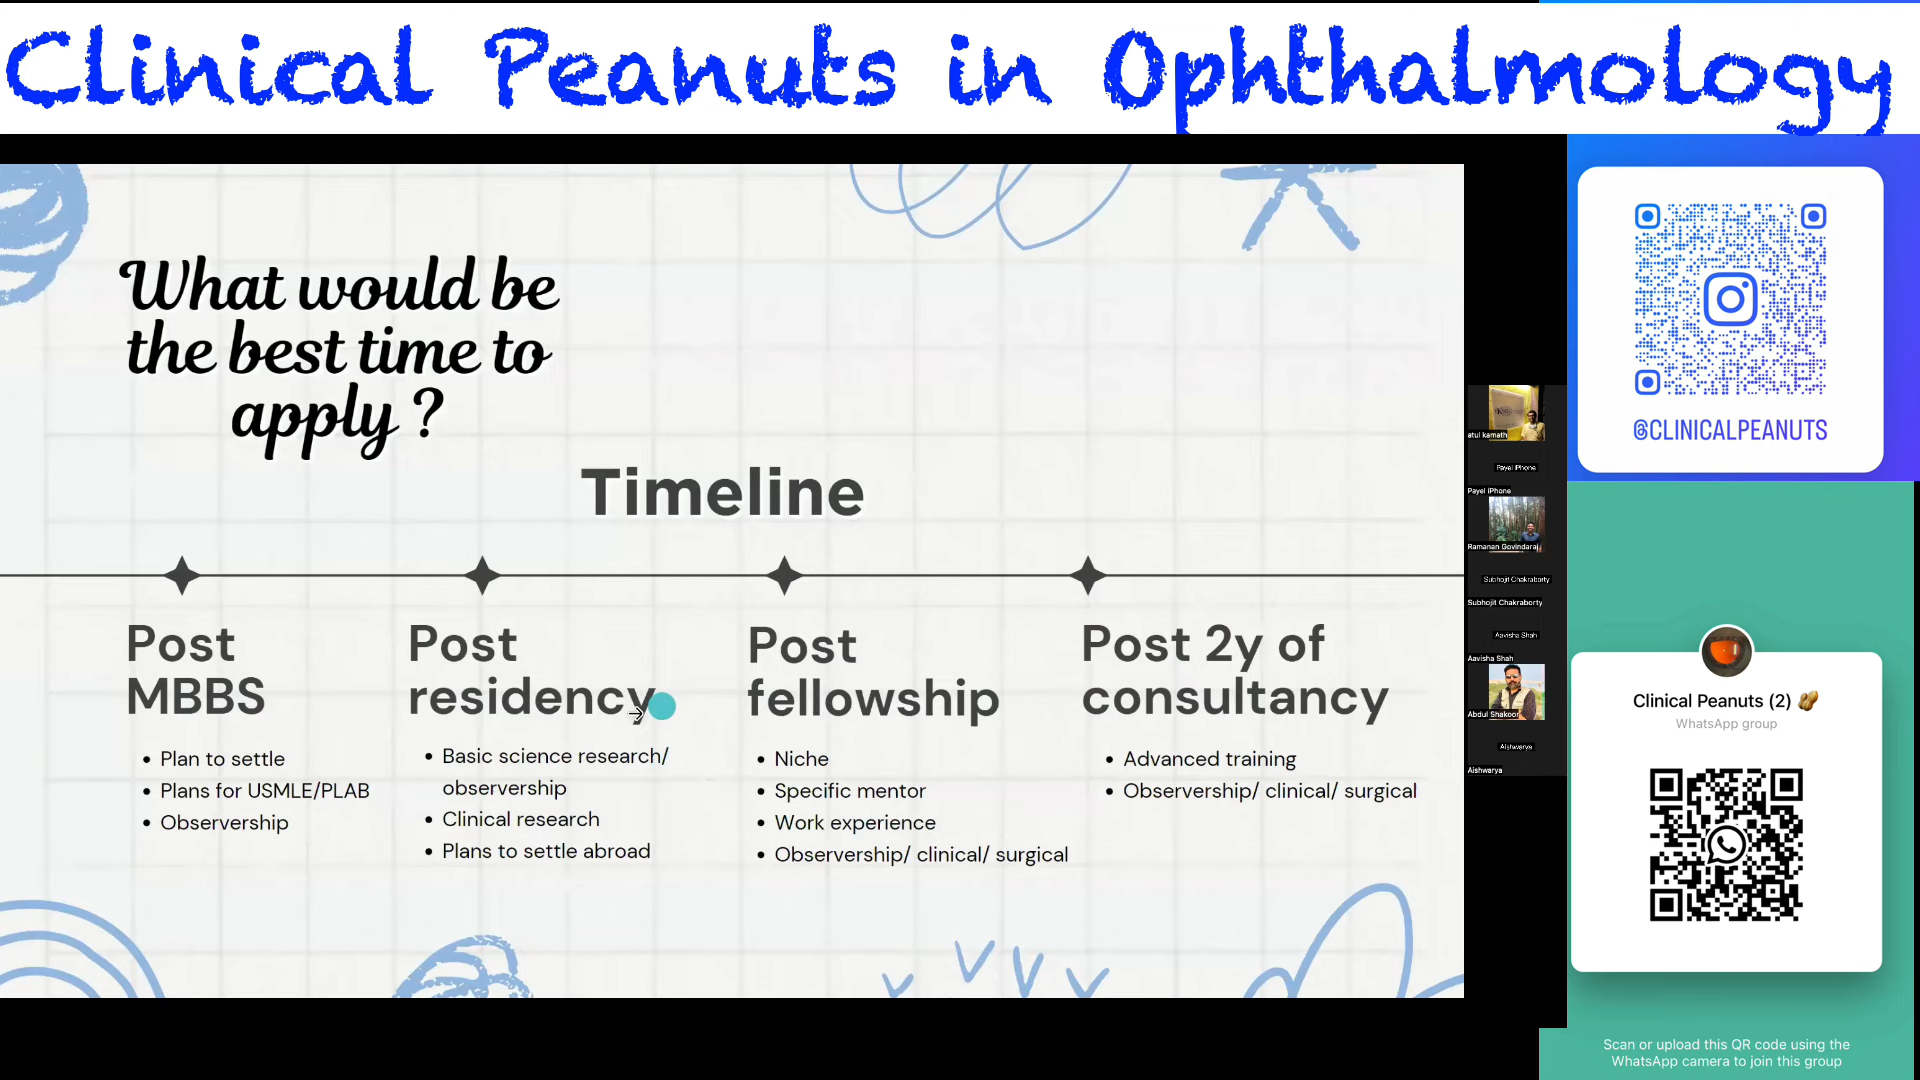 Clinical Peanuts in Ophthalmology
What would be
the best time to
apply ?
Timeline
Post
MBBS
• Plan to settle
• Plans for USMLE/PLAB
• Observership
Post
residency
• Basic science research/
observership
• Clinical research
• Plans to settle abroad
Post
fellowship
• Niche
• Specific mentor
• Work experience
• Observership/ clinical/ surgical
Post 2y of
consultancy
• Advanced training
• Observership/ clinical/ surgical
atul kamath
Payel iPhone
Payel iPhone
Ramanan Govindaraj
Subhojit Chakraborty
Subhojit Chakraborty
Aavisha Shah
Aavisha Shah
Abdul Shakoor
Aishwarya
Aishwarya
@CLINICALPEANUTS
Clinical Peanuts (2) 🥜
WhatsApp group
Scan or upload this QR code using the
WhatsApp camera to join this group